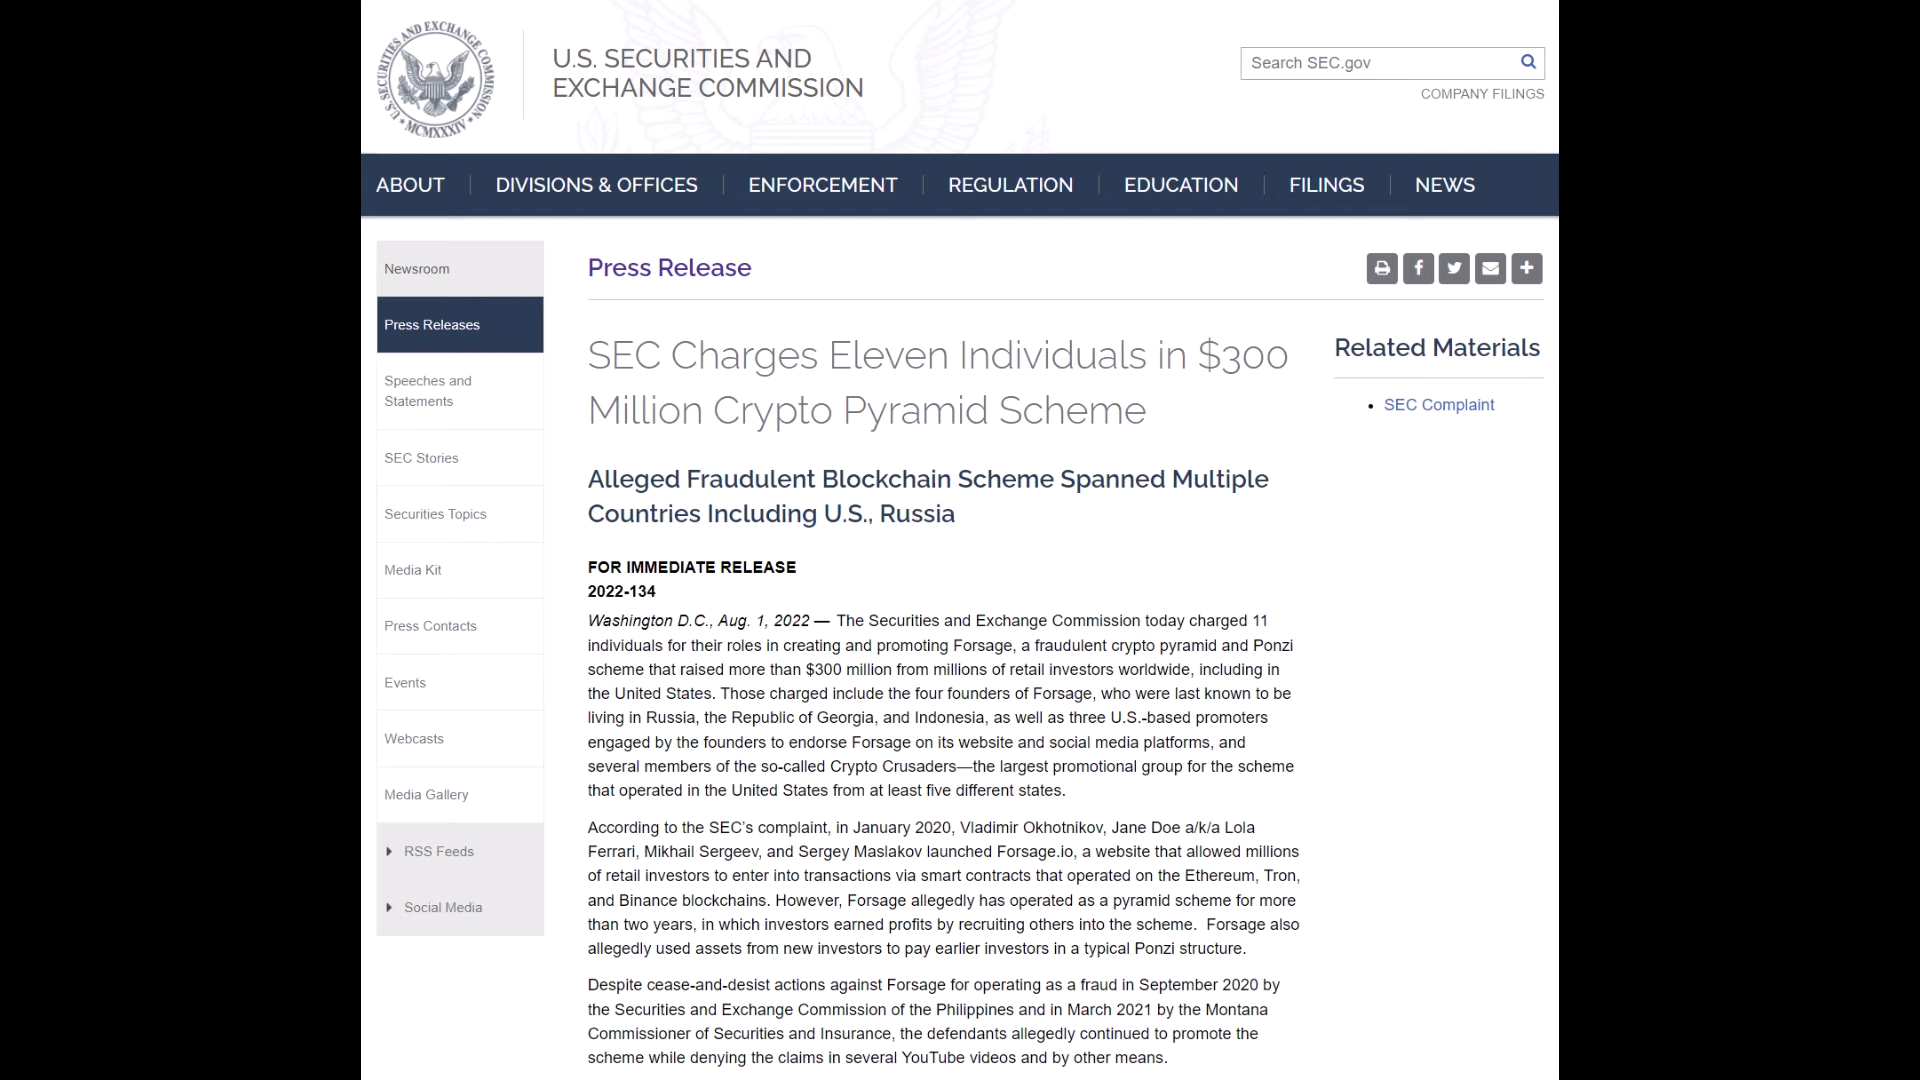 U.S. SECURITIES AND EXCHANGE COMMISSION
MCMXXXIV
U.S. SECURITIES AND
EXCHANGE COMMISSION
Search SEC.gov
COMPANY FILINGS
ABOUT
DIVISIONS & OFFICES
ENFORCEMENT
REGULATION
EDUCATION
FILINGS
NEWS
Newsroom
Press Releases
Speeches and
Statements
SEC Stories
Securities Topics
Media Kit
Press Contacts
Events
Webcasts
Media Gallery
RSS Feeds
Social Media
Press Release
SEC Charges Eleven Individuals in $300
Million Crypto Pyramid Scheme
Alleged Fraudulent Blockchain Scheme Spanned Multiple
Countries Including U.S., Russia
FOR IMMEDIATE RELEASE
2022-134
Washington D.C., Aug. 1, 2022 — The Securities and Exchange Commission today charged 11
individuals for their roles in creating and promoting Forsage, a fraudulent crypto pyramid and Ponzi
scheme that raised more than $300 million from millions of retail investors worldwide, including in
the United States. Those charged include the four founders of Forsage, who were last known to be
living in Russia, the Republic of Georgia, and Indonesia, as well as three U.S.-based promoters
engaged by the founders to endorse Forsage on its website and social media platforms, and
several members of the so-called Crypto Crusaders—the largest promotional group for the scheme
that operated in the United States from at least five different states.
According to the SEC’s complaint, in January 2020, Vladimir Okhotnikov, Jane Doe a/k/a Lola
Ferrari, Mikhail Sergeev, and Sergey Maslakov launched Forsage.io, a website that allowed millions
of retail investors to enter into transactions via smart contracts that operated on the Ethereum, Tron,
and Binance blockchains. However, Forsage allegedly has operated as a pyramid scheme for more
than two years, in which investors earned profits by recruiting others into the scheme.  Forsage also
allegedly used assets from new investors to pay earlier investors in a typical Ponzi structure.
Despite cease-and-desist actions against Forsage for operating as a fraud in September 2020 by
the Securities and Exchange Commission of the Philippines and in March 2021 by the Montana
Commissioner of Securities and Insurance, the defendants allegedly continued to promote the
scheme while denying the claims in several YouTube videos and by other means.
Related Materials
SEC Complaint